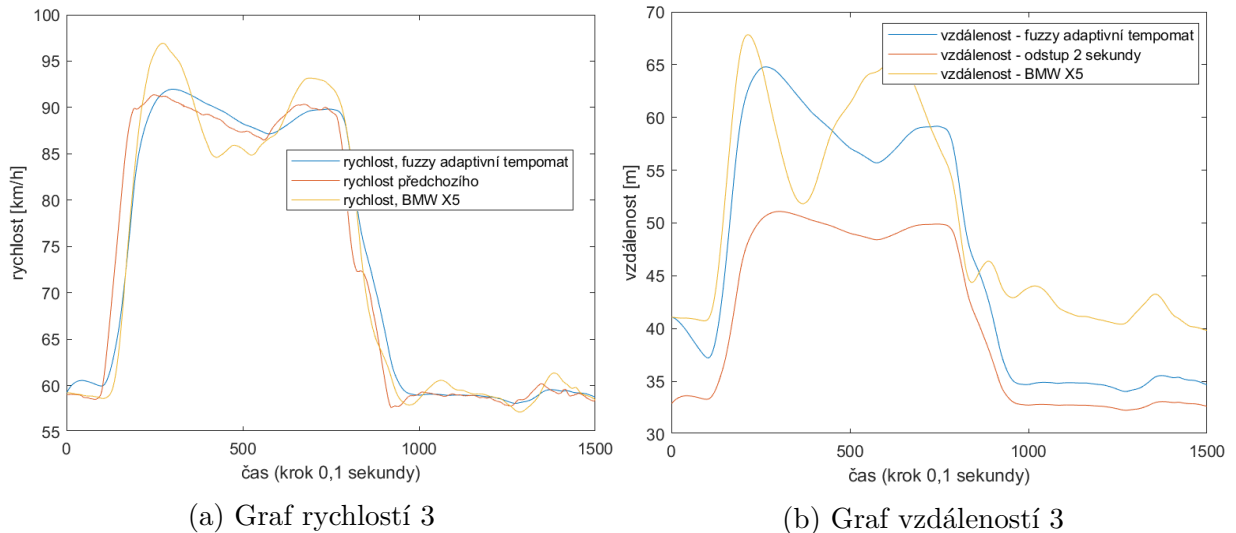 100
95
90
85
80
75
70
65
60
55
rychlost [km/h]
rychlost, fuzzy adaptivní tempomat
rychlost předchozího
rychlost, BMW X5
0
500
1000
1500
čas (krok 0,1 sekundy)
(a) Graf rychlostí 3
70
65
60
55
50
45
40
35
30
vzdálenost [m]
vzdálenost - fuzzy adaptivní tempomat
vzdálenost - odstup 2 sekundy
vzdálenost - BMW X5
0
500
1000
1500
čas (krok 0,1 sekundy)
(b) Graf vzdáleností 3